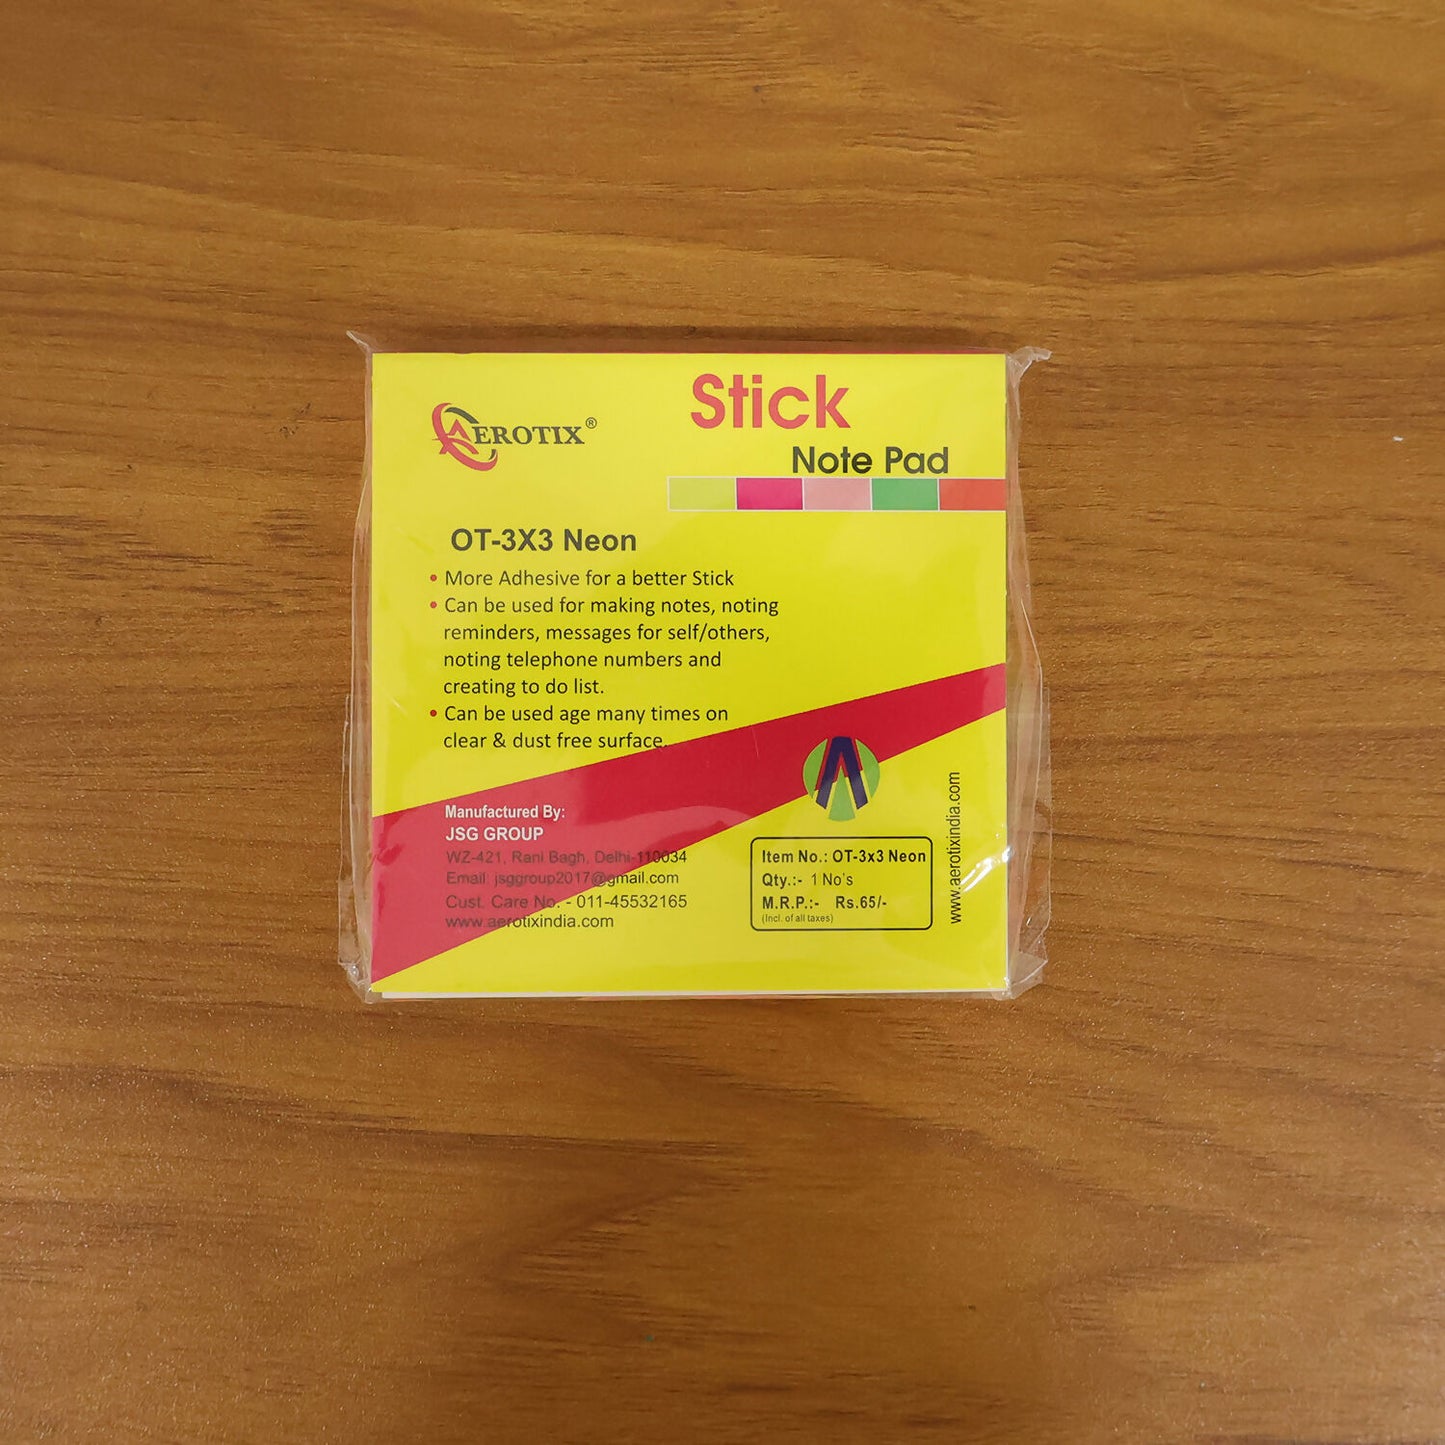 AEROTIX®
Stick
Note Pad
OT-3X3 Neon
• More Adhesive for a better Stick
• Can be used for making notes, noting
reminders, messages for self/others,
noting telephone numbers and
creating to do list.
• Can be used age many times on
clear & dust free surface.
Manufactured By:
JSG GROUP
WZ-421, Rani Bagh, Delhi-110034
Email jsggroup2017@gmail.com
Cust. Care No. - 011-45532165
www.aerotixindia.com
Item No.: OT-3x3 Neon
Qty.:- 1 No's
M.R.P.:- Rs.65/-
(Incl. of all taxes)
www.aerotixindia.com